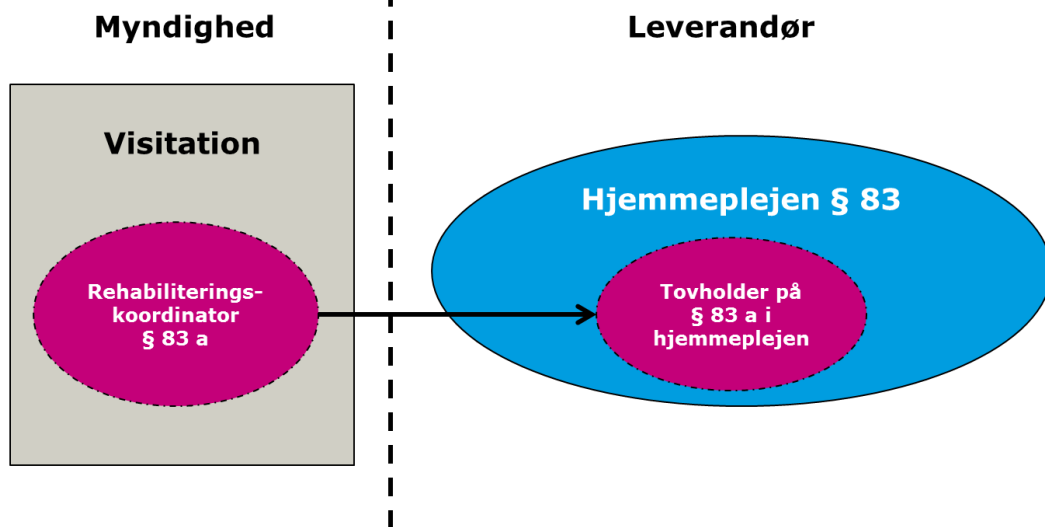 Myndighed
Leverandør
Visitation
Hjemmeplejen § 83
Rehabiliterings-
koordinator
§ 83 a
Tovholder på
§ 83 a i
hjemmeplejen